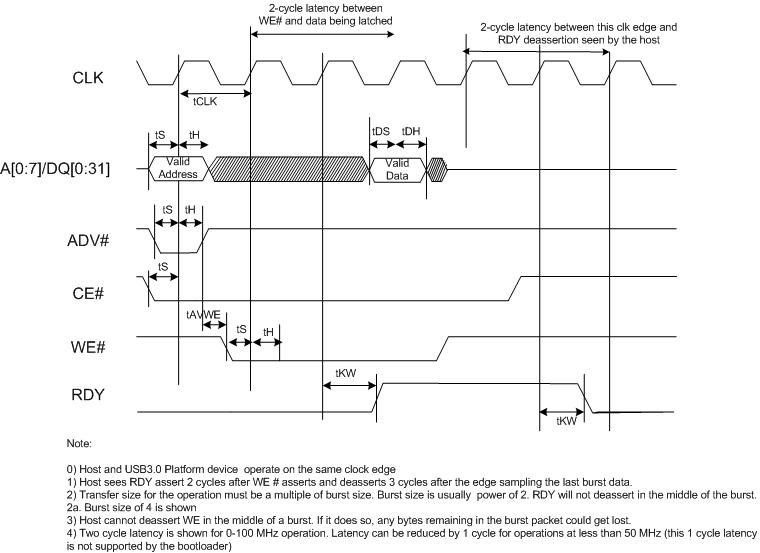 2-cycle latency between
WE# and data being latched
2-cycle latency between this clk edge and
RDY deassertion seen by the host
CLK
tCLK
tS
tH
tDS
tDH
A[0:7]/DQ[0:31]
Valid
Address
Valid
Data
tS
tH
ADV#
tS
CE#
tAVWE
tS
tH
WE#
tKW
RDY
tKW
Note:
0) Host and USB3.0 Platform device operate on the same clock edge
1) Host sees RDY assert 2 cycles after WE # asserts and deasserts 3 cycles after the edge sampling the last burst data.
2) Transfer size for the operation must be a multiple of burst size. Burst size is usually power of 2. RDY will not deassert in the middle of the burst.
2a. Burst size of 4 is shown
3) Host cannot deassert WE in the middle of a burst. If it does so, any bytes remaining in the burst packet could get lost.
4) Two cycle latency is shown for 0-100 MHz operation. Latency can be reduced by 1 cycle for operations at less than 50 MHz (this 1 cycle latency
is not supported by the bootloader)